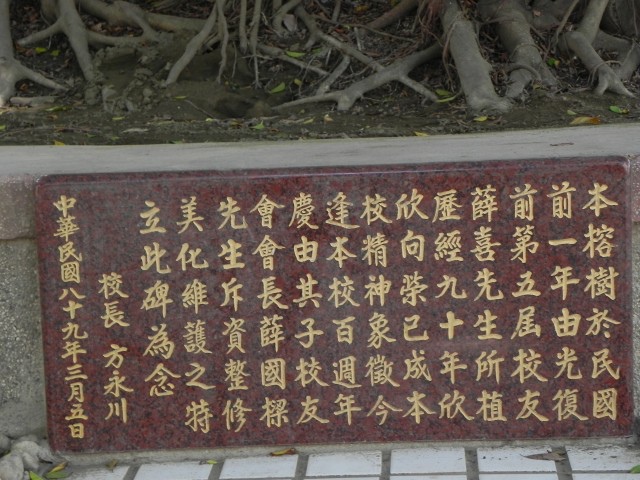 本榕樹於民國
前一年由光復
前第五屆校友
薛喜先生所植
歷經九十年欣
欣向榮已成本
校精神象徵今
逢本校百週年
慶由其子校友
會會長薛國樑
先生斥資整修
美化維護之特
立此碑為念
校長 方永川
中華民國八十九年三月五日